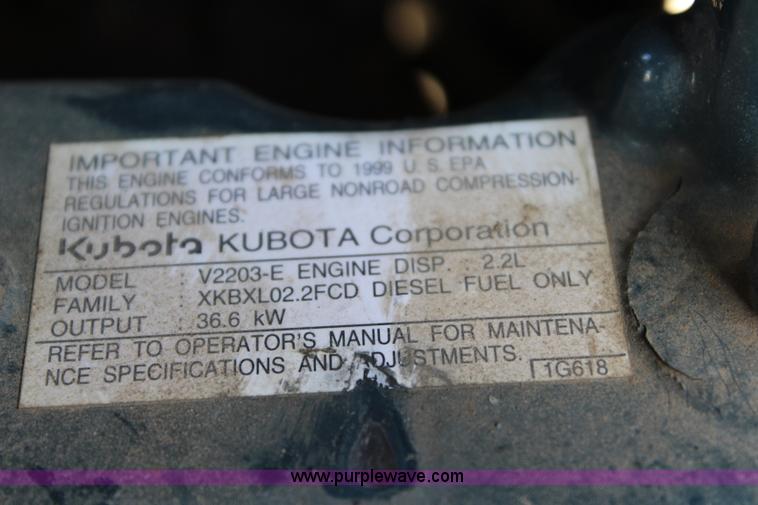 IMPORTANT ENGINE INFORMATION
THIS ENGINE CONFORMS TO 1999 U.S.EPA
REGULATIONS FOR LARGE NONROAD COMPRESSION-
IGNITION ENGINES.
Kubota KUBOTA Corporation
MODEL : V2203-E ENGINE DISP. 2.2L
FAMILY : XKBXL02.2FCD DIESEL FUEL ONLY
OUTPUT : 36.6 kW
REFER TO OPERATOR'S MANUAL FOR MAINTENA-
NCE SPECIFICATIONS AND ADJUSTMENTS.
1G618
www.purplewave.com